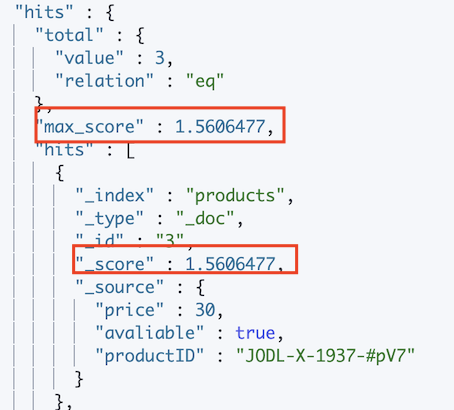 "hits" : {
"total" : {
"value" : 3,
"relation" : "eq"
},
"max_score" : 1.5606477,
"hits" : [
{
"_index" : "products",
"_type" : "_doc",
"_id" : "3",
"_score" : 1.5606477,
"_source" : {
"price" : 30,
"avaliable" : true,
"productID" : "JODL-X-1937-#pV7"
}
},